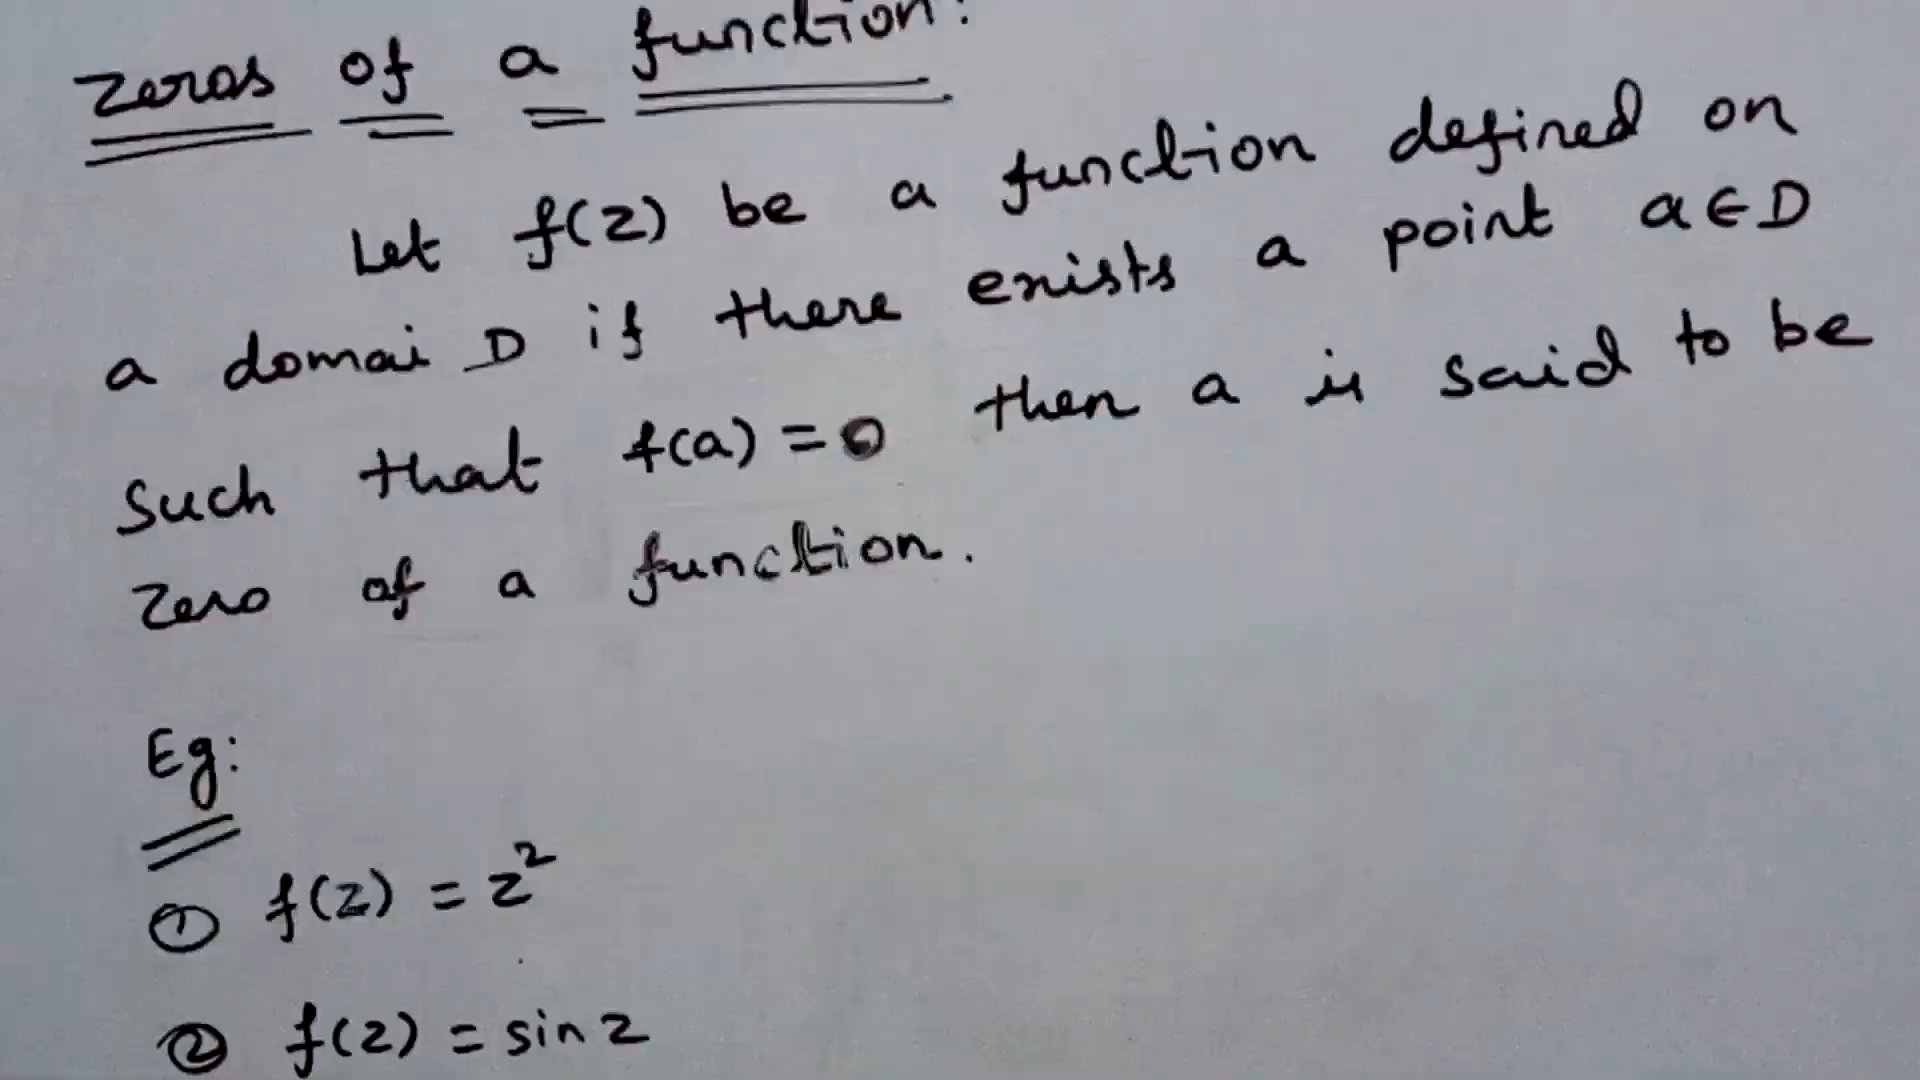 Zeros of a function:
Let f(z) be a function defined on
a domai D if there exists a point a∈D
such that f(a) = 0 then a is said to be
Zero of a function.
Eg:
① f(z) = z²
② f(z) = sin z